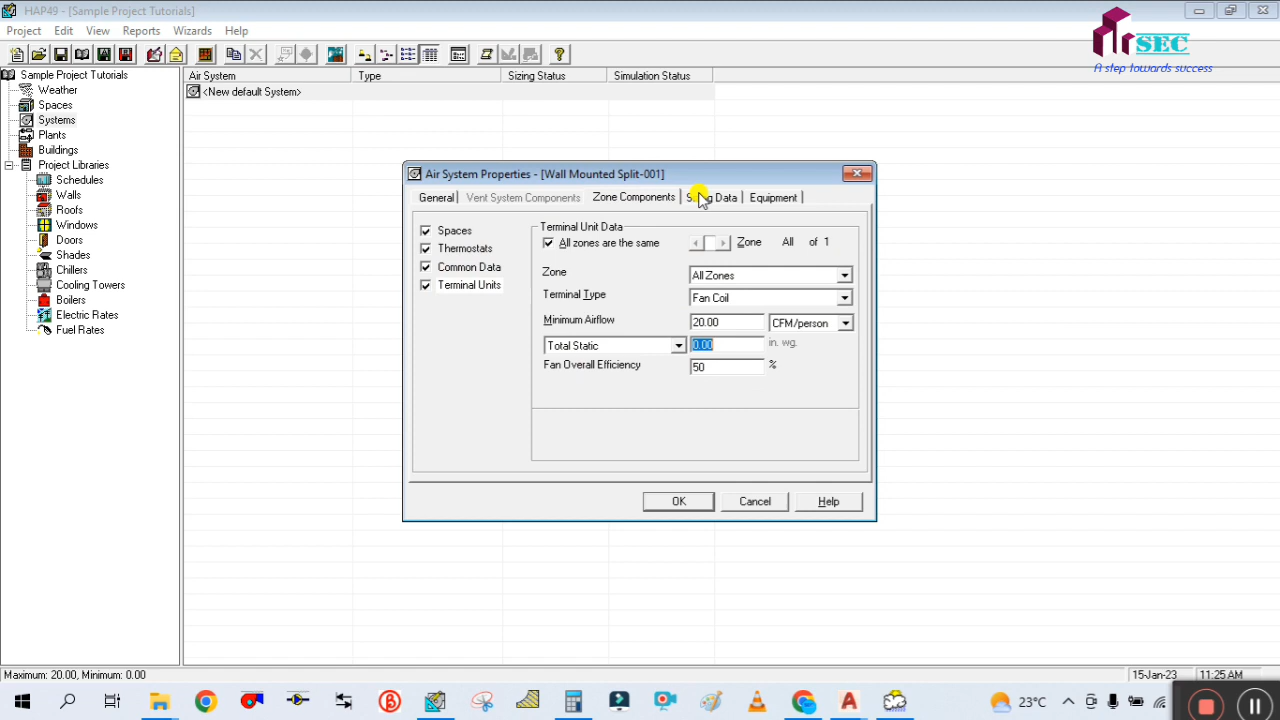 HAP49 - [Sample Project Tutorials]
Project Edit View Reports Wizards Help
SEC
A step towards success
Sample Project Tutorials
Weather
Spaces
Systems
Plants
Buildings
Project Libraries
Schedules
Walls
Roofs
Windows
Doors
Shades
Chillers
Cooling Towers
Boilers
Electric Rates
Fuel Rates
Air System Type Sizing Status Simulation Status
<New default System>
Air System Properties - [Wall Mounted Split-001]
General Vent System Components Zone Components Data Equipment
Spaces
Thermostats
Common Data
Terminal Units
Terminal Unit Data
All zones are the same Zone All of 1
Zone All Zones
Terminal Type Fan Coil
Minimum Airflow 20.00 CFM/person
Total Static 0.00 in. wg.
Fan Overall Efficiency 50 %
OK Cancel Help
Maximum: 20.00, Minimum: 0.00 15-Jan-23 11:25 AM
23°C